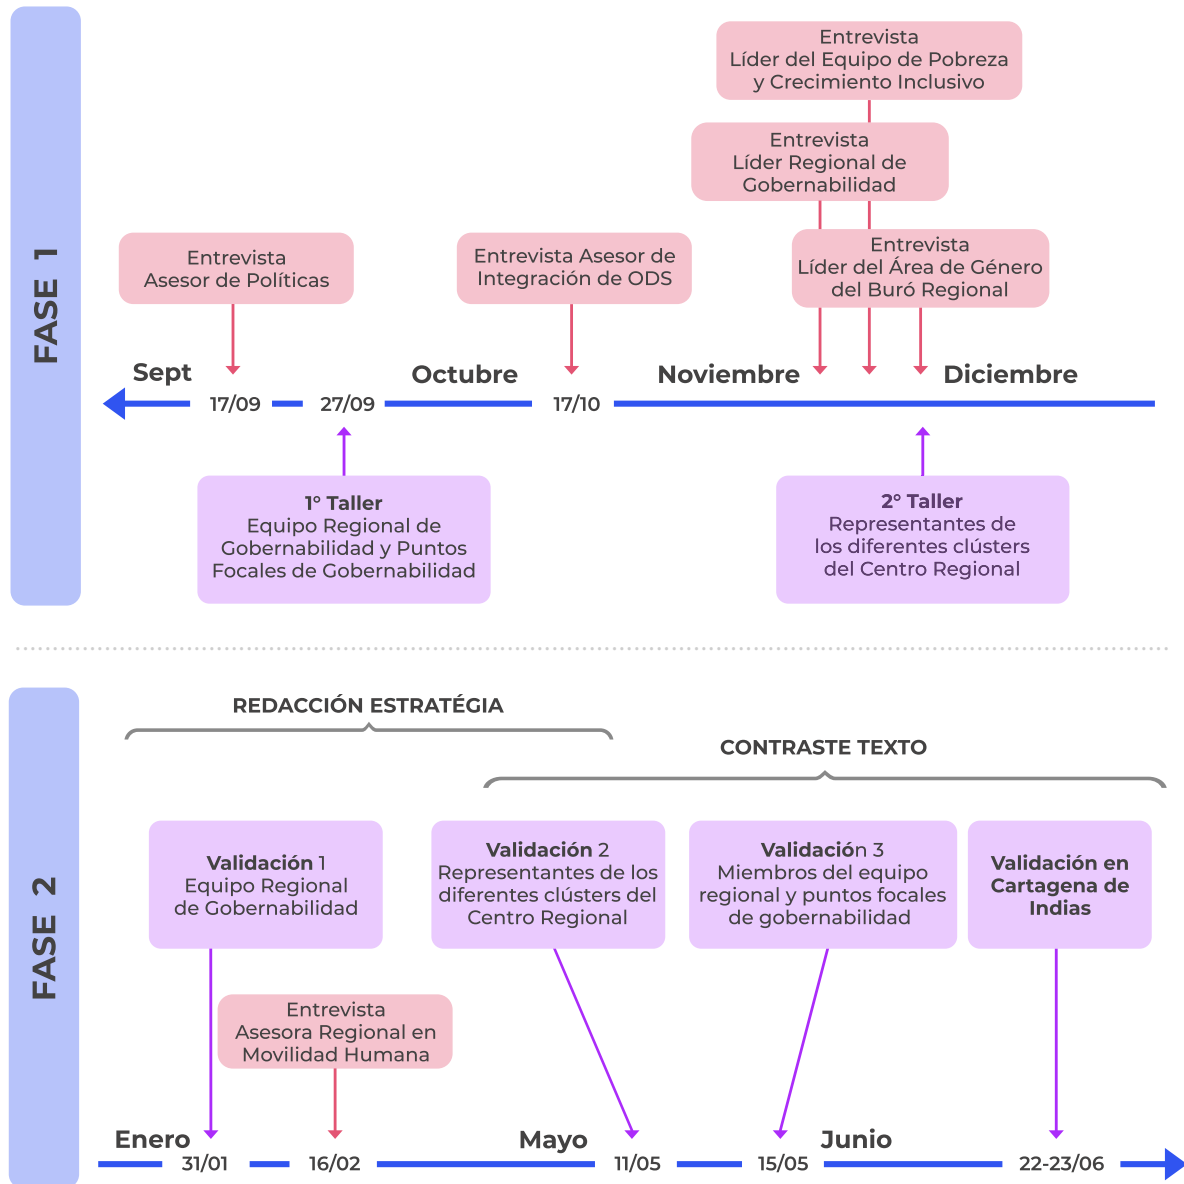 FASE 1
Entrevista
Líder del Equipo de Pobreza
y Crecimiento Inclusivo
Entrevista
Líder Regional de
Gobernabilidad
Entrevista
Asesor de Políticas
Entrevista Asesor de
Integración de ODS
Entrevista
Líder del Área de Género
del Buró Regional
Sept
Octubre
Noviembre
Diciembre
17/09
27/09
17/10
1° Taller
Equipo Regional de
Gobernabilidad y Puntos
Focales de Gobernabilidad
2° Taller
Representantes de
los diferentes clústers
del Centro Regional
FASE 2
REDACCIÓN ESTRATÉGIA
CONTRASTE TEXTO
Validación 1
Equipo Regional
de Gobernabilidad
Validación 2
Representantes de los
diferentes clústers del
Centro Regional
Validación 3
Miembros del equipo
regional y puntos focales
de gobernabilidad
Validación en
Cartagena de
Indias
Entrevista
Asesora Regional en
Movilidad Humana
Enero
Mayo
Junio
31/01
16/02
11/05
15/05
22-23/06